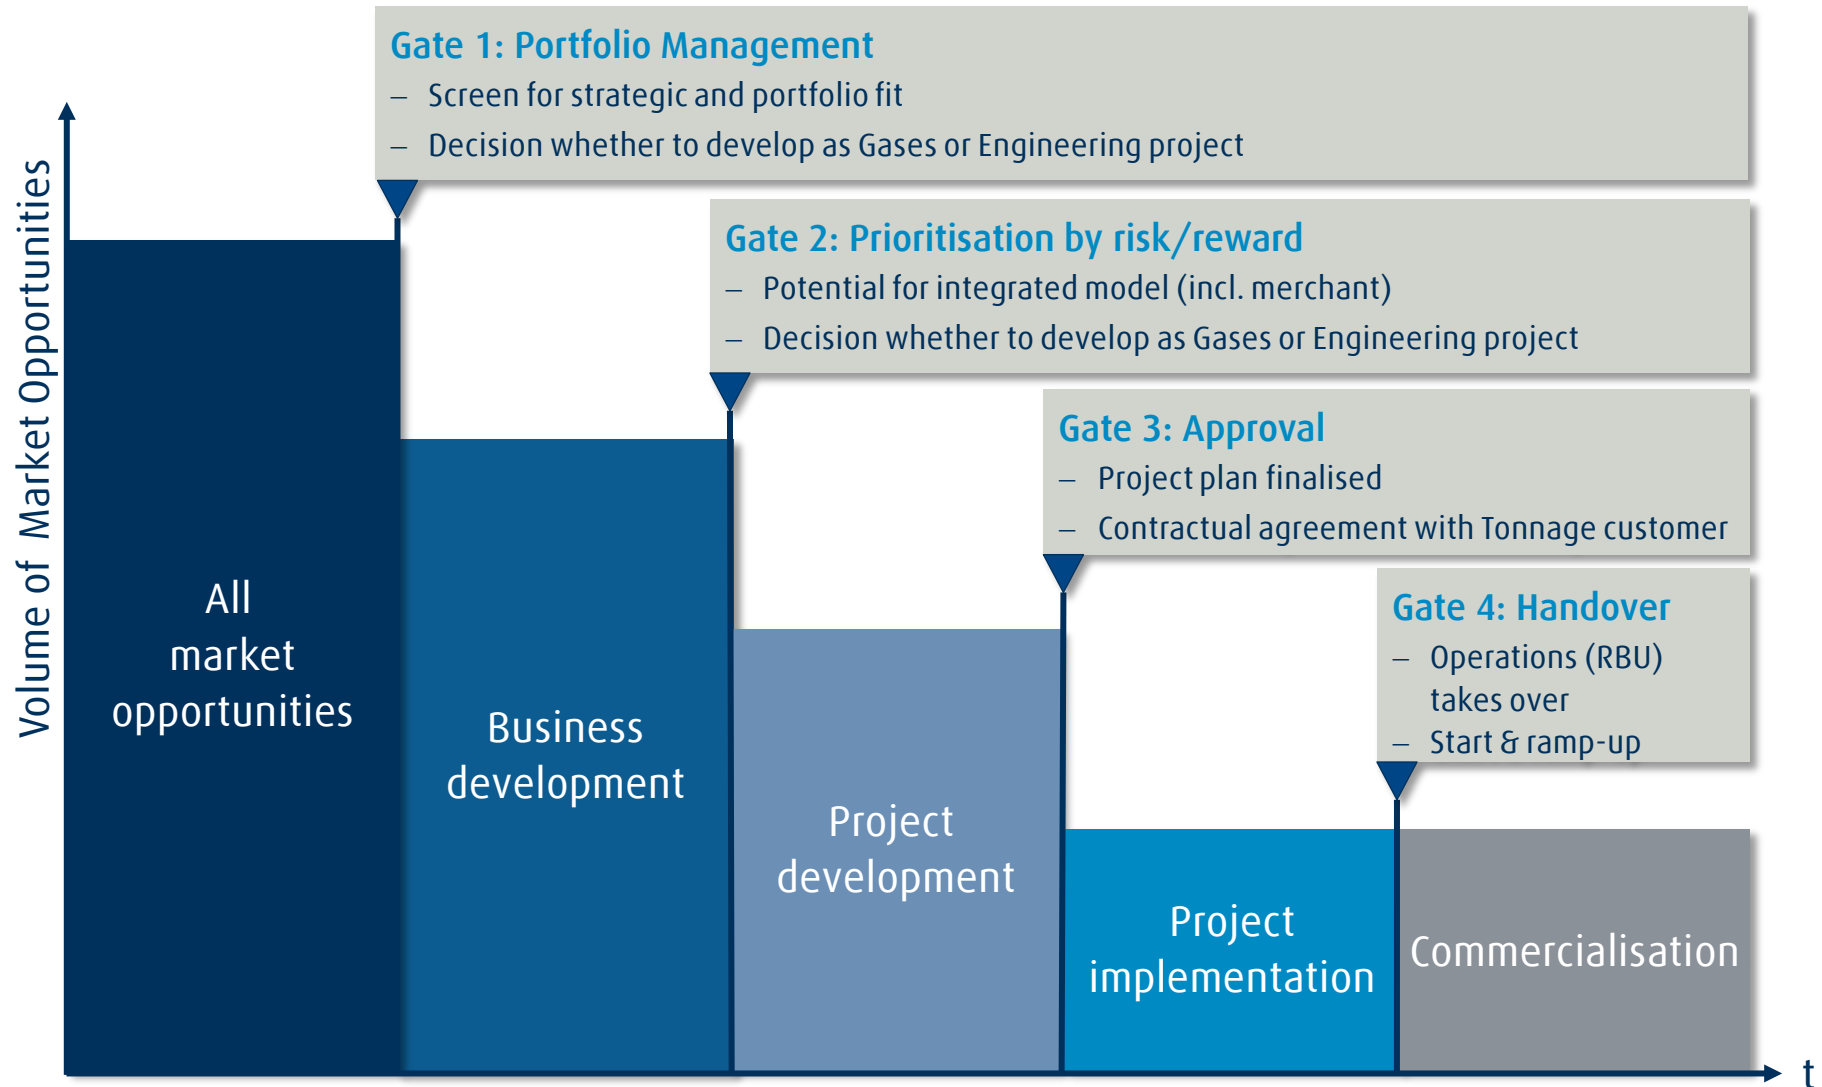 Gate 1: Portfolio Management
– Screen for strategic and portfolio fit
– Decision whether to develop as Gases or Engineering project
Gate 2: Prioritisation by risk/reward
– Potential for integrated model (incl. merchant)
– Decision whether to develop as Gases or Engineering project
Gate 3: Approval
– Project plan finalised
– Contractual agreement with Tonnage customer
Gate 4: Handover
– Operations (RBU)
takes over
– Start & ramp-up
Volume of Market Opportunities
All
market
opportunities
Business
development
Project
development
Project
implementation
Commercialisation
t